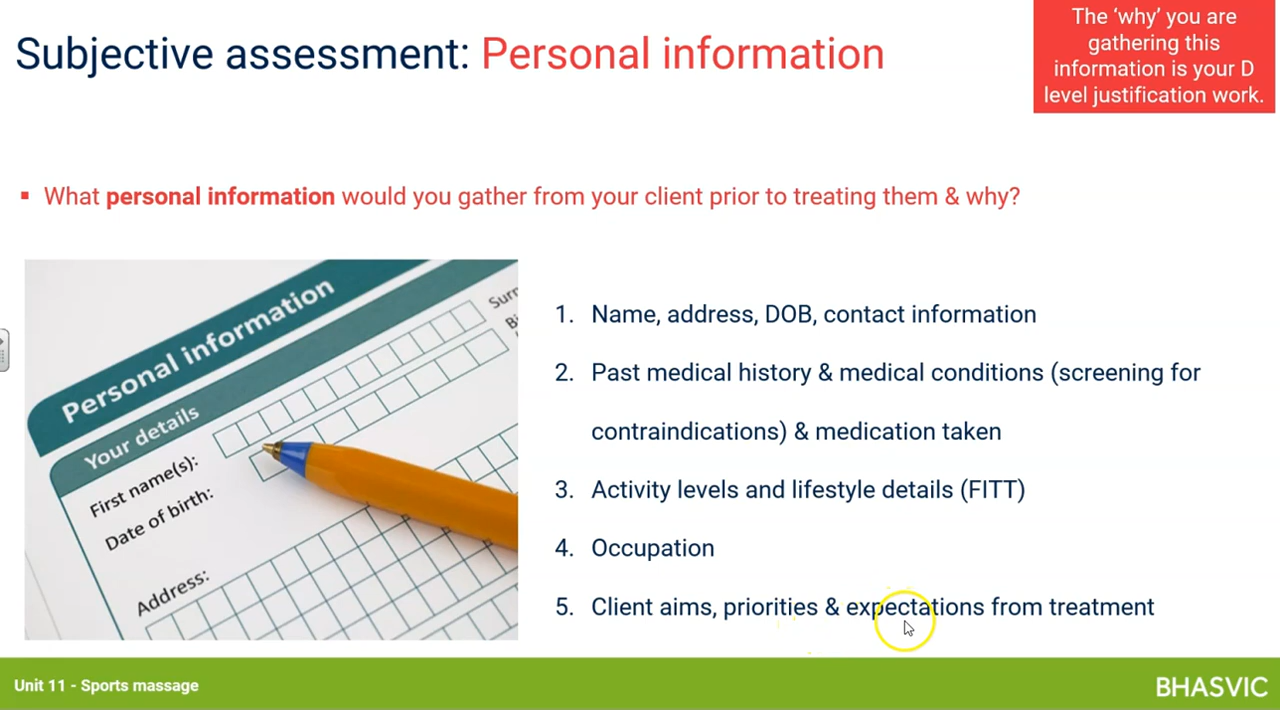 Subjective assessment: Personal information
The ‘why’ you are
gathering this
information is your D
level justification work.
▪ What personal information would you gather from your client prior to treating them & why?
Personal information
Your details
First name(s):
Date of birth:
Address:
1. Name, address, DOB, contact information
2. Past medical history & medical conditions (screening for
contraindications) & medication taken
3. Activity levels and lifestyle details (FITT)
4. Occupation
5. Client aims, priorities & expectations from treatment
Unit 11 - Sports massage
BHASVIC